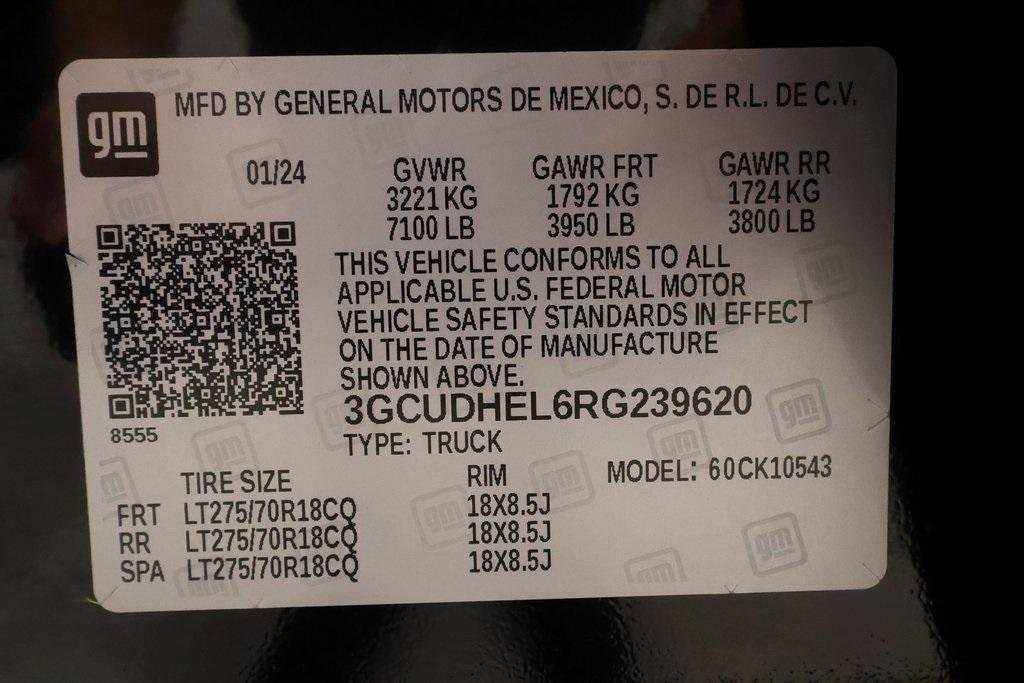 gm
MFD BY GENERAL MOTORS DE MEXICO, S. DE R.L. DE C.V.
01/24 GVWR GAWR FRT GAWR RR
3221 KG 1792 KG 1724 KG
7100 LB 3950 LB 3800 LB
THIS VEHICLE CONFORMS TO ALL
APPLICABLE U.S. FEDERAL MOTOR
VEHICLE SAFETY STANDARDS IN EFFECT
ON THE DATE OF MANUFACTURE
SHOWN ABOVE.
3GCUDHEL6RG239620
8555
TYPE: TRUCK
TIRE SIZE RIM MODEL: 60CK10543
FRT LT275/70R18CQ 18X8.5J
RR LT275/70R18CQ 18X8.5J
SPA LT275/70R18CQ 18X8.5J